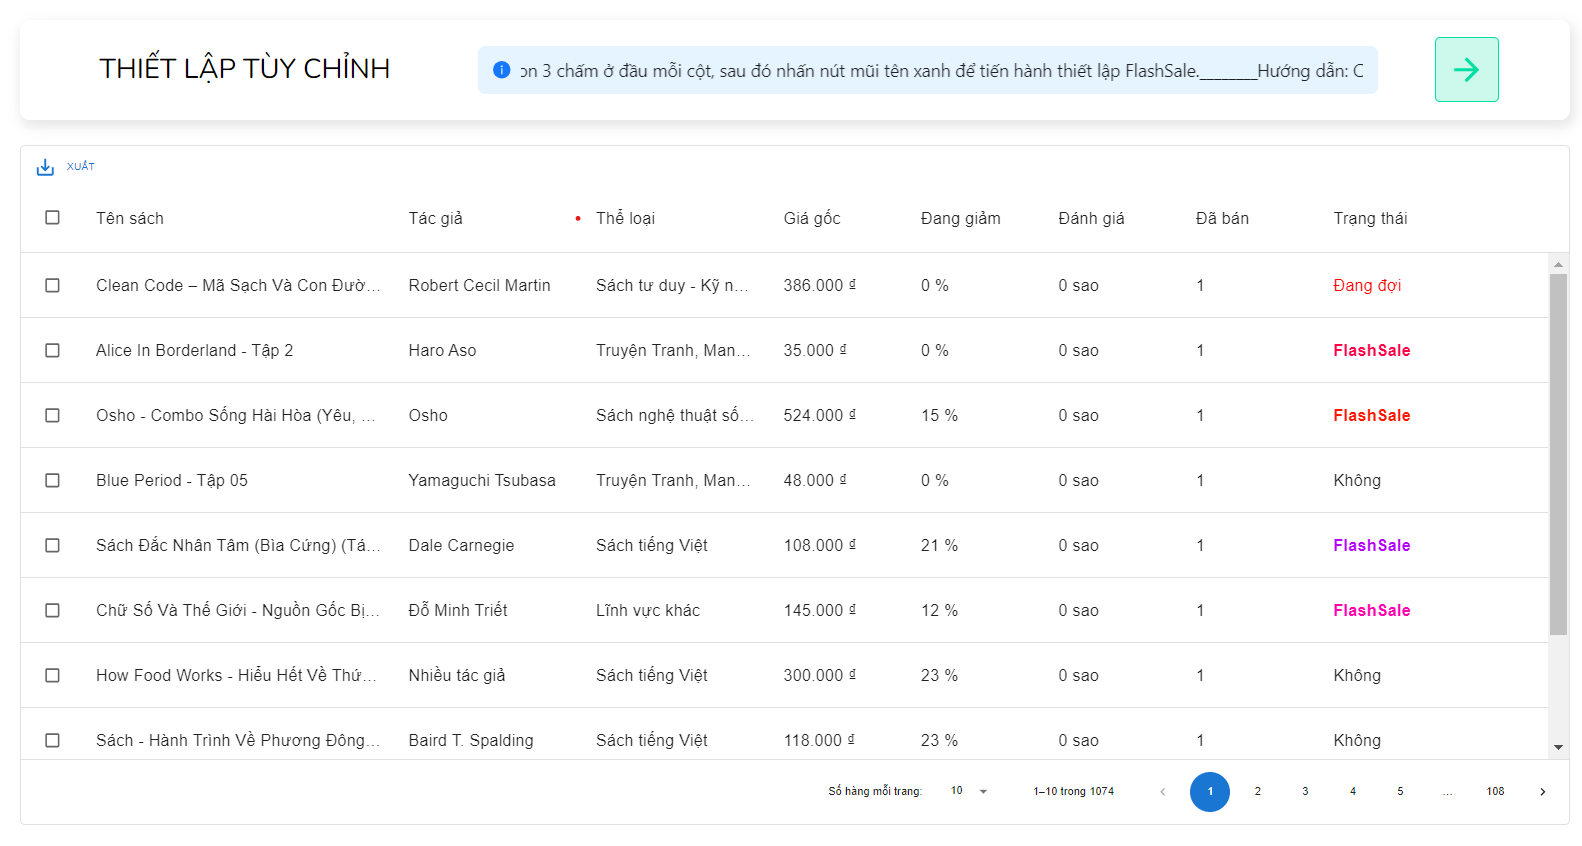 THIẾT LẬP TÙY CHỈNH
3 chấm ở đầu mỗi cột, sau đó nhấn nút mũi tên xanh để tiến hành thiết lập FlashSale.________Hướng dẫn: C
XUẤT
Tên sách Tác giả Thể loại Giá gốc Đang giảm Đánh giá Đã bán Trạng thái
Clean Code – Mã Sạch Và Con Đườ... Robert Cecil Martin Sách tư duy - Kỹ n... 386.000 ₫ 0 % 0 sao 1 Đang đợi
Alice In Borderland - Tập 2 Haro Aso Truyện Tranh, Man... 35.000 ₫ 0 % 0 sao 1 FlashSale
Osho - Combo Sống Hài Hòa (Yêu, ... Osho Sách nghệ thuật số... 524.000 ₫ 15 % 0 sao 1 FlashSale
Blue Period - Tập 05 Yamaguchi Tsubasa Truyện Tranh, Man... 48.000 ₫ 0 % 0 sao 1 Không
Sách Đắc Nhân Tâm (Bìa Cứng) (Tá... Dale Carnegie Sách tiếng Việt 108.000 ₫ 21 % 0 sao 1 FlashSale
Chữ Số Và Thế Giới - Nguồn Gốc Bị... Đỗ Minh Triết Lĩnh vực khác 145.000 ₫ 12 % 0 sao 1 FlashSale
How Food Works - Hiểu Hết Về Thứ... Nhiều tác giả Sách tiếng Việt 300.000 ₫ 23 % 0 sao 1 Không
Sách - Hành Trình Về Phương Đông... Baird T. Spalding Sách tiếng Việt 118.000 ₫ 23 % 0 sao 1 Không
Số hàng mỗi trang: 10 1–10 trong 1074 1 2 3 4 5 ... 108